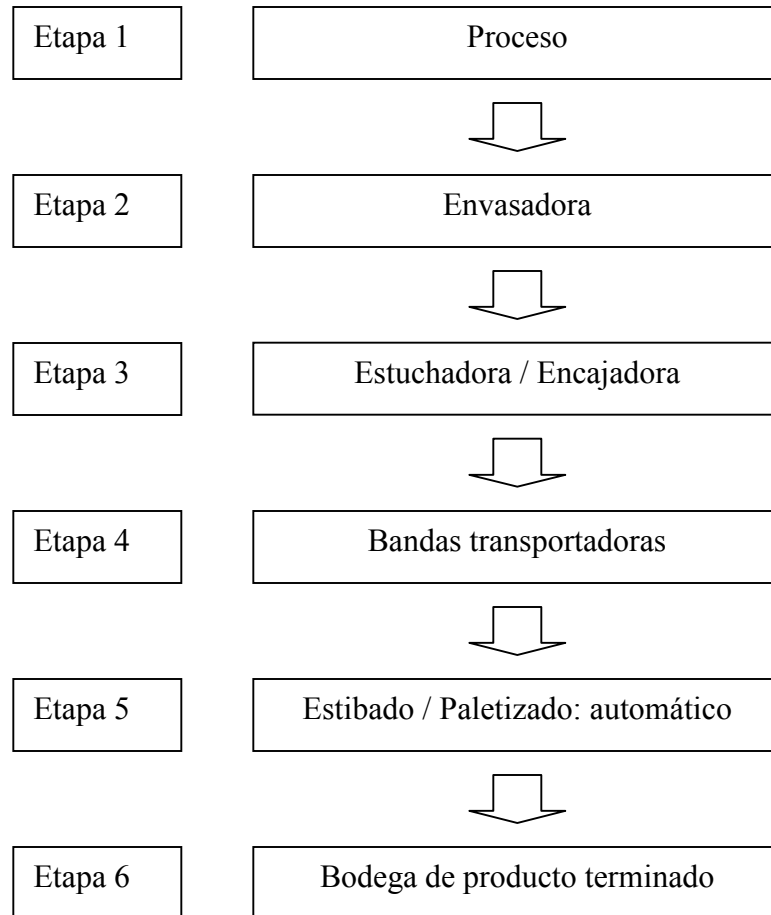 Etapa 1
Proceso
Etapa 2
Envasadora
Etapa 3
Estuchadora / Encajadora
Etapa 4
Bandas transportadoras
Etapa 5
Estibado / Paletizado: automático
Etapa 6
Bodega de producto terminado